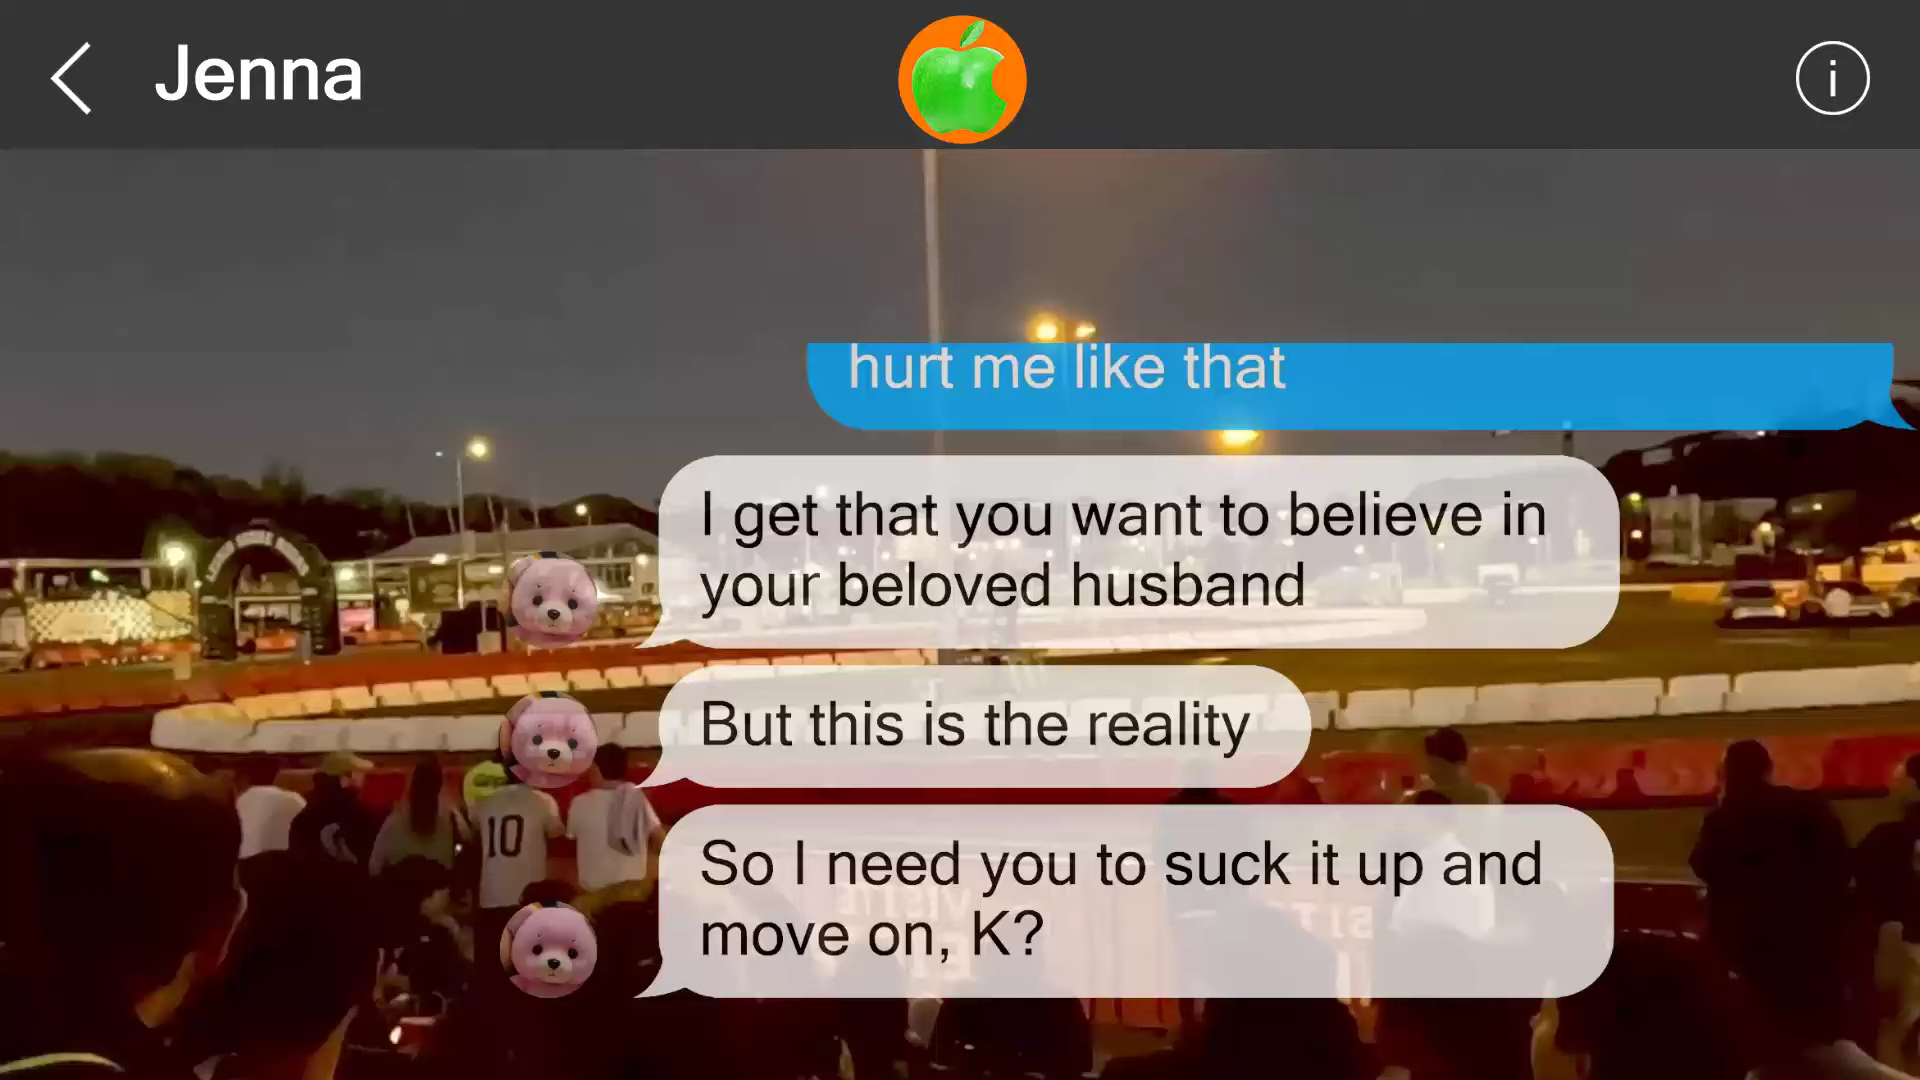 Jenna
hurt me like that
I get that you want to believe in
your beloved husband
But this is the reality
So I need you to suck it up and
move on, K?
10